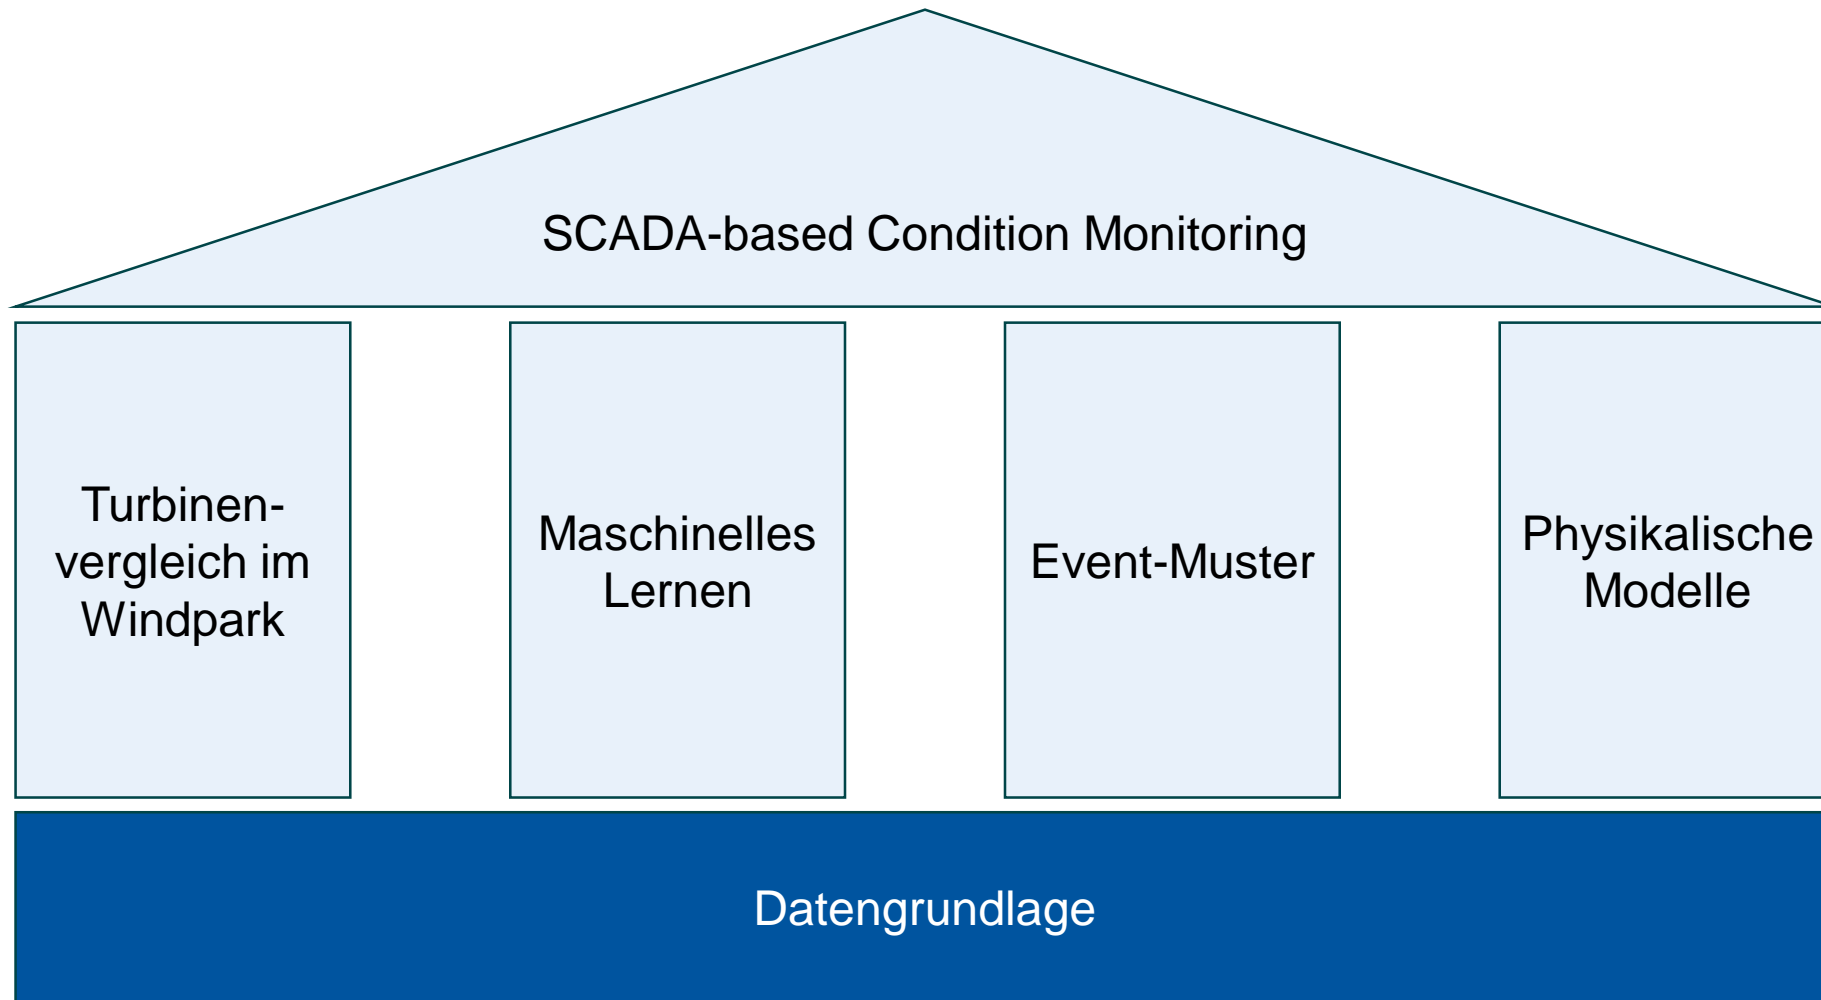 SCADA-based Condition Monitoring
Turbinen-
vergleich im
Windpark
Maschinelles
Lernen
Event-Muster
Physikalische
Modelle
Datengrundlage